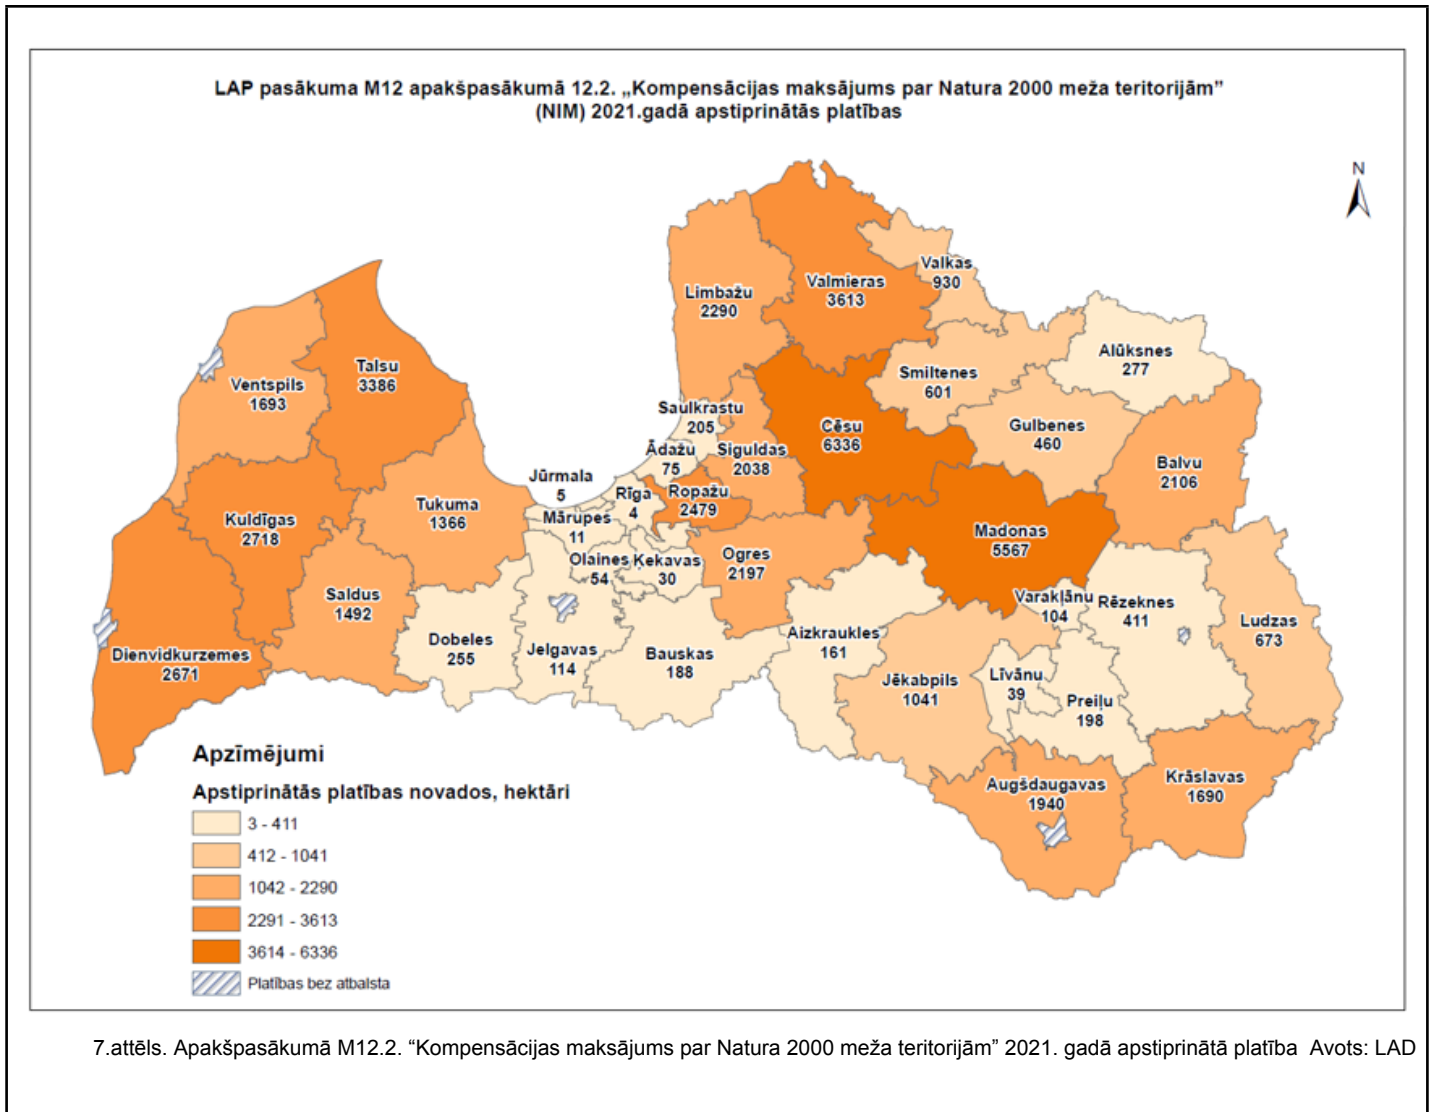 LAP pasākuma M12 apakšpasākumā 12.2. „Kompensācijas maksājums par Natura 2000 meža teritorijām”
(NIM) 2021.gadā apstiprinātās platības
N
Valkas
930
Valmieras
3613
Limbažu
2290
Alūksnes
277
Talsu
3386
Smiltenes
601
Ventspils
1693
Saulkrastu
205
Cēsu
6336
Gulbenes
460
Ādažu
75
Siguldas
2038
Balvu
2106
Jūrmala
5
Rīga
4
Ropažu
2479
Tukuma
1366
Kuldīgas
2718
Mārupes
11
Madonas
5567
Olaines
54
Ķekavas
30
Ogres
2197
Saldus
1492
Varakļānu
104
Rēzeknes
411
Ludzas
673
Dobeles
255
Jelgavas
114
Bauskas
188
Aizkraukles
161
Dienvidkurzemes
2671
Jēkabpils
1041
Līvānu
39
Preiļu
198
Augšdaugavas
1940
Krāslavas
1690
Apzīmējumi
Apstiprinātās platības novados, hektāri
3 - 411
412 - 1041
1042 - 2290
2291 - 3613
3614 - 6336
Platības bez atbalsta
7.attēls. Apakšpasākumā M12.2. “Kompensācijas maksājums par Natura 2000 meža teritorijām” 2021. gadā apstiprinātā platība Avots: LAD